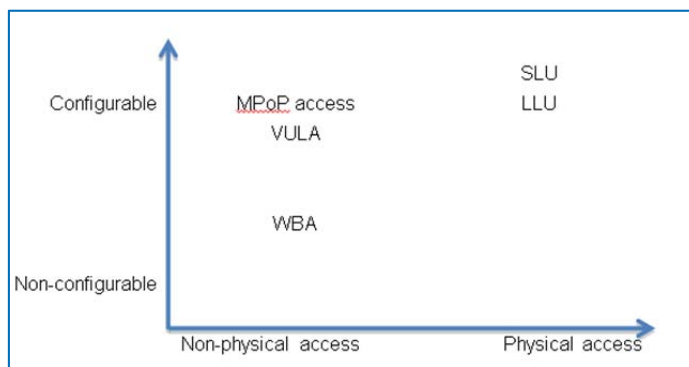 SLU
Configurable MPoP access LLU
VULA
WBA
Non-configurable
Non-physical access Physical access